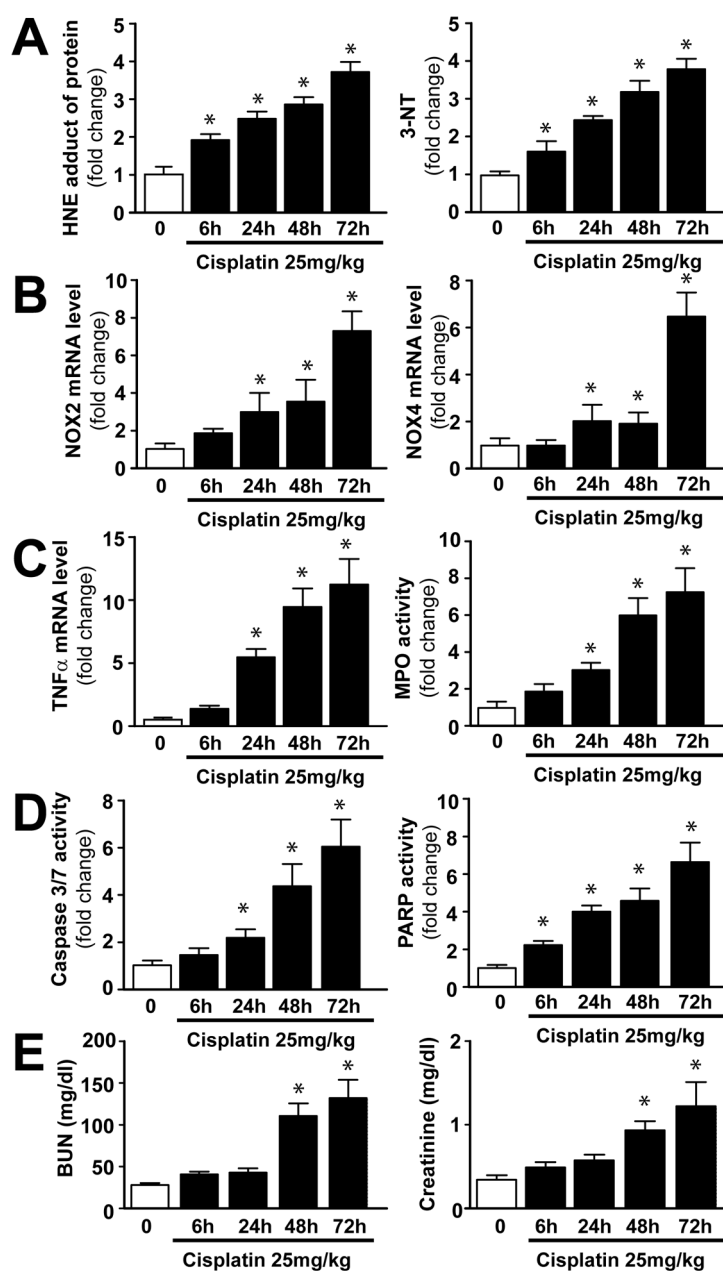 A
HNE adduct of protein
(fold change)
5
4
3
2
1
0
*
*
*
*
0
6h
24h
48h
72h
Cisplatin 25mg/kg
3-NT
(fold change)
5
4
3
2
1
0
*
*
*
*
0
6h
24h
48h
72h
Cisplatin 25mg/kg
B
NOX2 mRNA level
(fold change)
10
8
6
4
2
0
*
*
*
0
6h
24h
48h
72h
Cisplatin 25mg/kg
NOX4 mRNA level
(fold change)
8
6
4
2
0
*
*
*
0
6h
24h
48h
72h
Cisplatin 25mg/kg
C
TNFα mRNA level
(fold change)
15
10
5
0
*
*
*
0
6h
24h
48h
72h
Cisplatin 25mg/kg
MPO activity
(fold change)
10
8
6
4
2
0
*
*
*
0
6h
24h
48h
72h
Cisplatin 25mg/kg
D
Caspase 3/7 activity
(fold change)
8
6
4
2
0
*
*
*
0
6h
24h
48h
72h
Cisplatin 25mg/kg
PARP activity
(fold change)
10
8
6
4
2
0
*
*
*
*
0
6h
24h
48h
72h
Cisplatin 25mg/kg
E
BUN (mg/dl)
200
150
100
50
0
*
*
0
6h
24h
48h
72h
Cisplatin 25mg/kg
Creatinine (mg/dl)
2
1
0
*
*
0
6h
24h
48h
72h
Cisplatin 25mg/kg